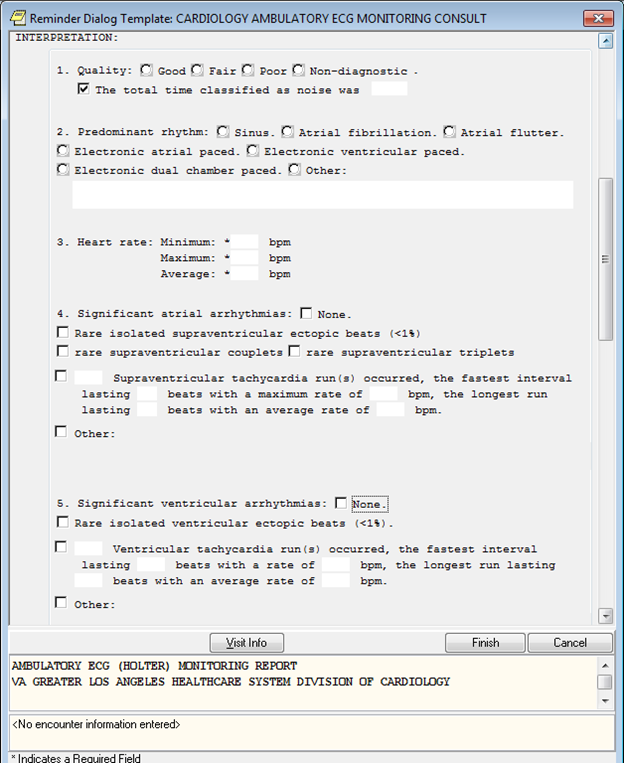 Reminder Dialog Template: CARDIOLOGY AMBULATORY ECG MONITORING CONSULT
INTERPRETATION:
1. Quality: Good Fair Poor Non-diagnostic .
The total time classified as noise was
2. Predominant rhythm: Sinus. Atrial fibrillation. Atrial flutter.
Electronic atrial paced. Electronic ventricular paced.
Electronic dual chamber paced. Other:
3. Heart rate: Minimum: * bpm
Maximum: * bpm
Average: * bpm
4. Significant atrial arrhythmias: None.
Rare isolated supraventricular ectopic beats (<1%)
rare supraventricular couplets rare supraventricular triplets
Supraventricular tachycardia run(s) occurred, the fastest interval
lasting beats with a maximum rate of bpm, the longest run
lasting beats with an average rate of bpm.
Other:
5. Significant ventricular arrhythmias: None.
Rare isolated ventricular ectopic beats (<1%).
Ventricular tachycardia run(s) occurred, the fastest interval
lasting beats with a rate of bpm, the longest run lasting
beats with an average rate of bpm.
Other:
Visit Info Finish Cancel
AMBULATORY ECG (HOLTER) MONITORING REPORT
VA GREATER LOS ANGELES HEALTHCARE SYSTEM DIVISION OF CARDIOLOGY
<No encounter information entered>
* Indicates a Required Field